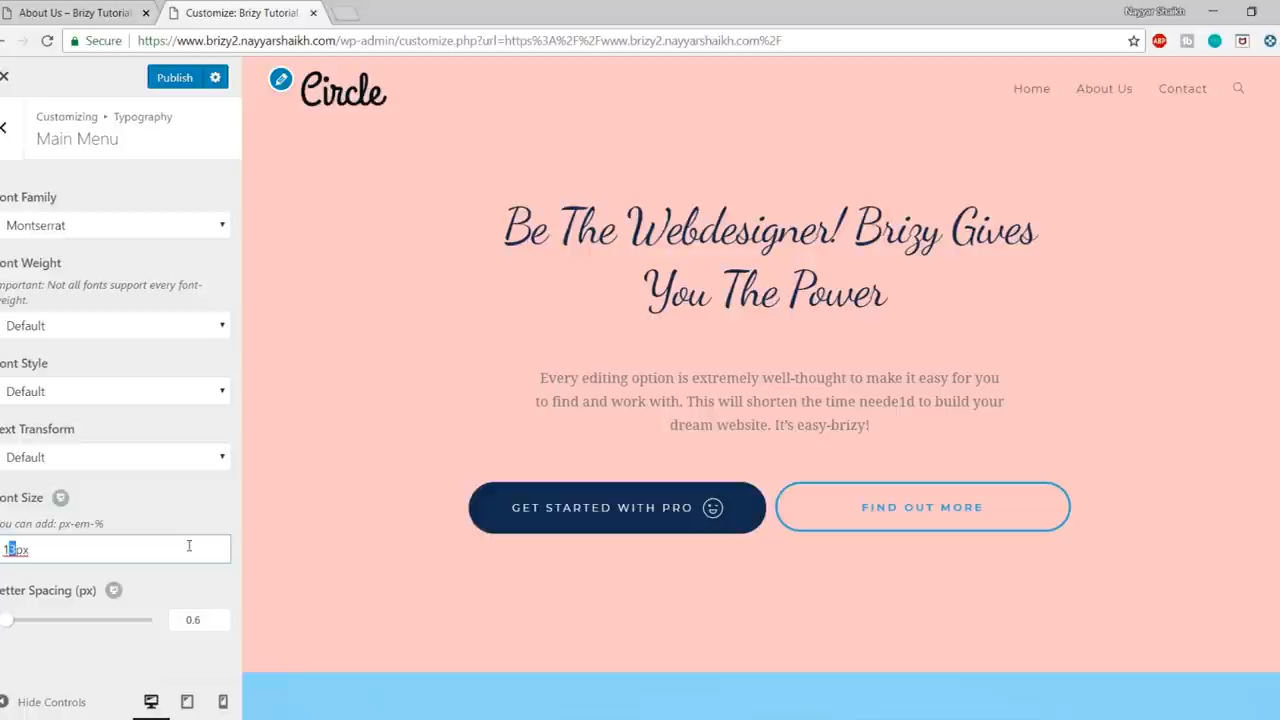 About Us – Brizy Tutorial
Customize: Brizy Tutorial
Nayyar Shaikh
Secure
https://www.brizy2.nayyarshaikh.com/wp-admin/customize.php?url=https%3A%2F%2Fwww.brizy2.nayyarshaikh.com%2F
ABP
Publish
Customizing ▸ Typography
Main Menu
ont Family
Montserrat
ont Weight
mportant: Not all fonts support every font-
weight.
Default
ont Style
Default
ext Transform
Default
ont Size
ou can add: px-em-%
13px
etter Spacing (px)
0.6
Hide Controls
Circle
Home
About Us
Contact
Be The Webdesigner! Brizy Gives
You The Power
Every editing option is extremely well-thought to make it easy for you
to find and work with. This will shorten the time neede1d to build your
dream website. It's easy-brizy!
GET STARTED WITH PRO
FIND OUT MORE